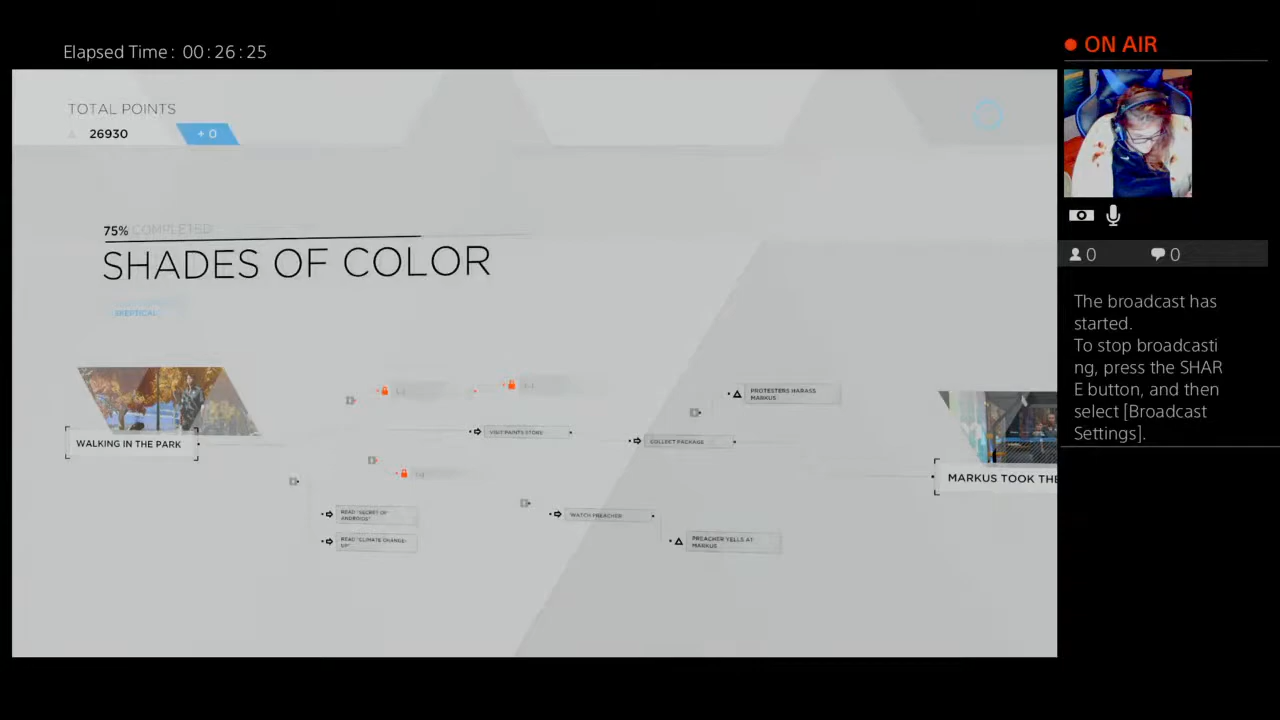 Elapsed Time: 00:26:25
ON AIR
TOTAL POINTS
26930
+ 0
75% COMPLETED
SHADES OF COLOR
SKEPTICAL
0
0
The broadcast has
started.
To stop broadcasti
ng, press the SHAR
E button, and then
select [Broadcast
Settings].
PROTESTERS HARASS
MARKUS
VISIT PAINTS STORE
COLLECT PACKAGE
WALKING IN THE PARK
MARKUS TOOK THE
READ "SECRET OF
ANDROIDS"
WATCH PREACHER
READ "CLIMATE CHANGE:
UP"
PREACHER YELLS AT
MARKUS